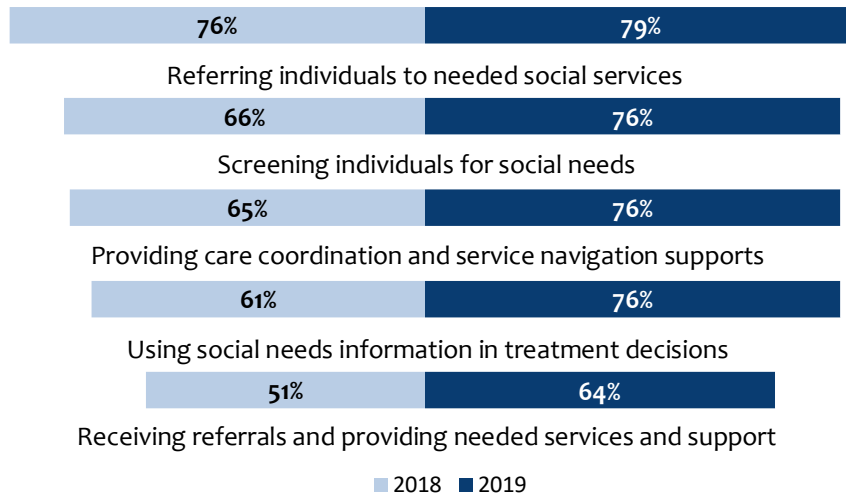 76% 79%
Referring individuals to needed social services
66% 76%
Screening individuals for social needs
65% 76%
Providing care coordination and service navigation supports
61% 76%
Using social needs information in treatment decisions
51% 64%
Receiving referrals and providing needed services and support
2018 2019